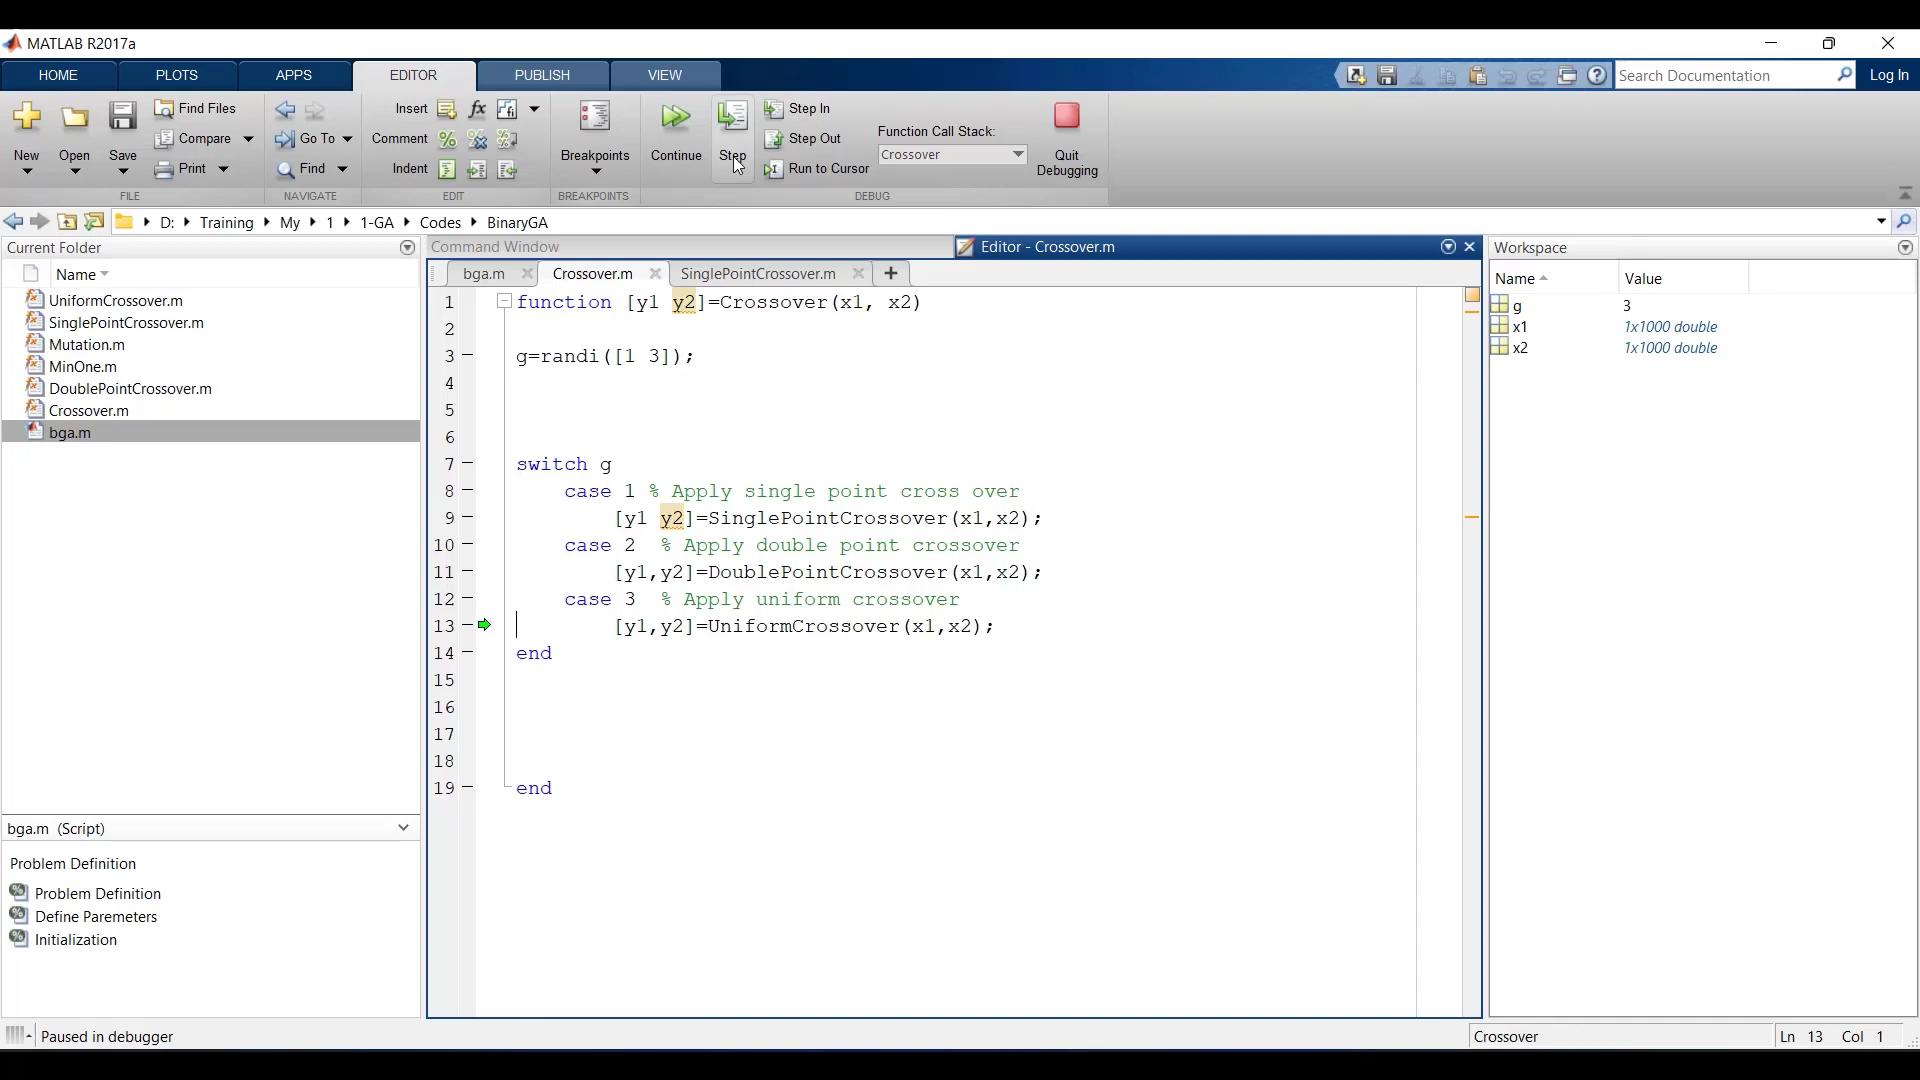 MATLAB R2017a
HOME PLOTS APPS EDITOR PUBLISH VIEW Search Documentation Log In
New Open Save Find Files Compare Print
FILE
Go To Find
NAVIGATE
Insert fx
Comment
Indent
EDIT
Breakpoints
BREAKPOINTS
Continue Step Step In Step Out Run to Cursor
Function Call Stack:
Crossover
Quit Debugging
DEBUG
D: Training My 1 1-GA Codes BinaryGA
Current Folder
Name
UniformCrossover.m
SinglePointCrossover.m
Mutation.m
MinOne.m
DoublePointCrossover.m
Crossover.m
bga.m
bga.m (Script)
Problem Definition
Problem Definition
Define Paremeters
Initialization
Command Window
Editor - Crossover.m
bga.m Crossover.m SinglePointCrossover.m +
1 function [y1 y2]=Crossover(x1, x2)
2
3 – g=randi([1 3]);
4
5
6
7 – switch g
8 – case 1 % Apply single point cross over
9 – [y1 y2]=SinglePointCrossover(x1,x2);
10 – case 2 % Apply double point crossover
11 – [y1,y2]=DoublePointCrossover(x1,x2);
12 – case 3 % Apply uniform crossover
13 – [y1,y2]=UniformCrossover(x1,x2);
14 – end
15
16
17
18
19 – end
Workspace
Name Value
g 3
x1 1x1000 double
x2 1x1000 double
Paused in debugger
Crossover
Ln 13 Col 1